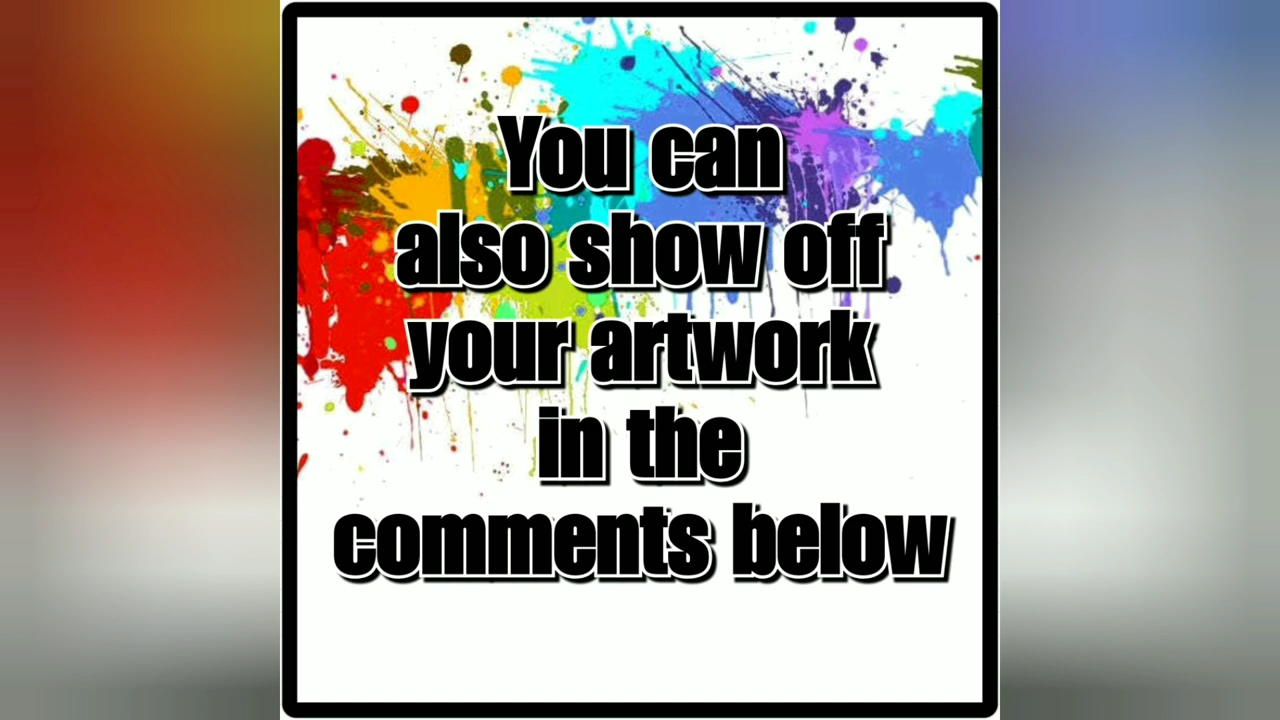 You can
also show off
your artwork
in the
comments below